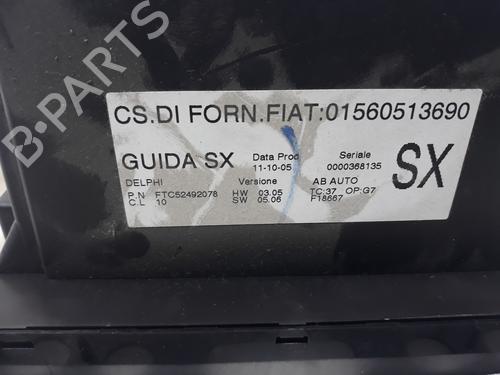 B-PARTS
CS.DI FORN.FIAT:01560513690
GUIDA SX Data Prod Seriale SX
11-10-05 0000368135
DELPHI Versione AB AUTO
P.N FTC52492078 HW 03.05 TC:37 OP:G7
C.L 10 SW 05.06 F18667